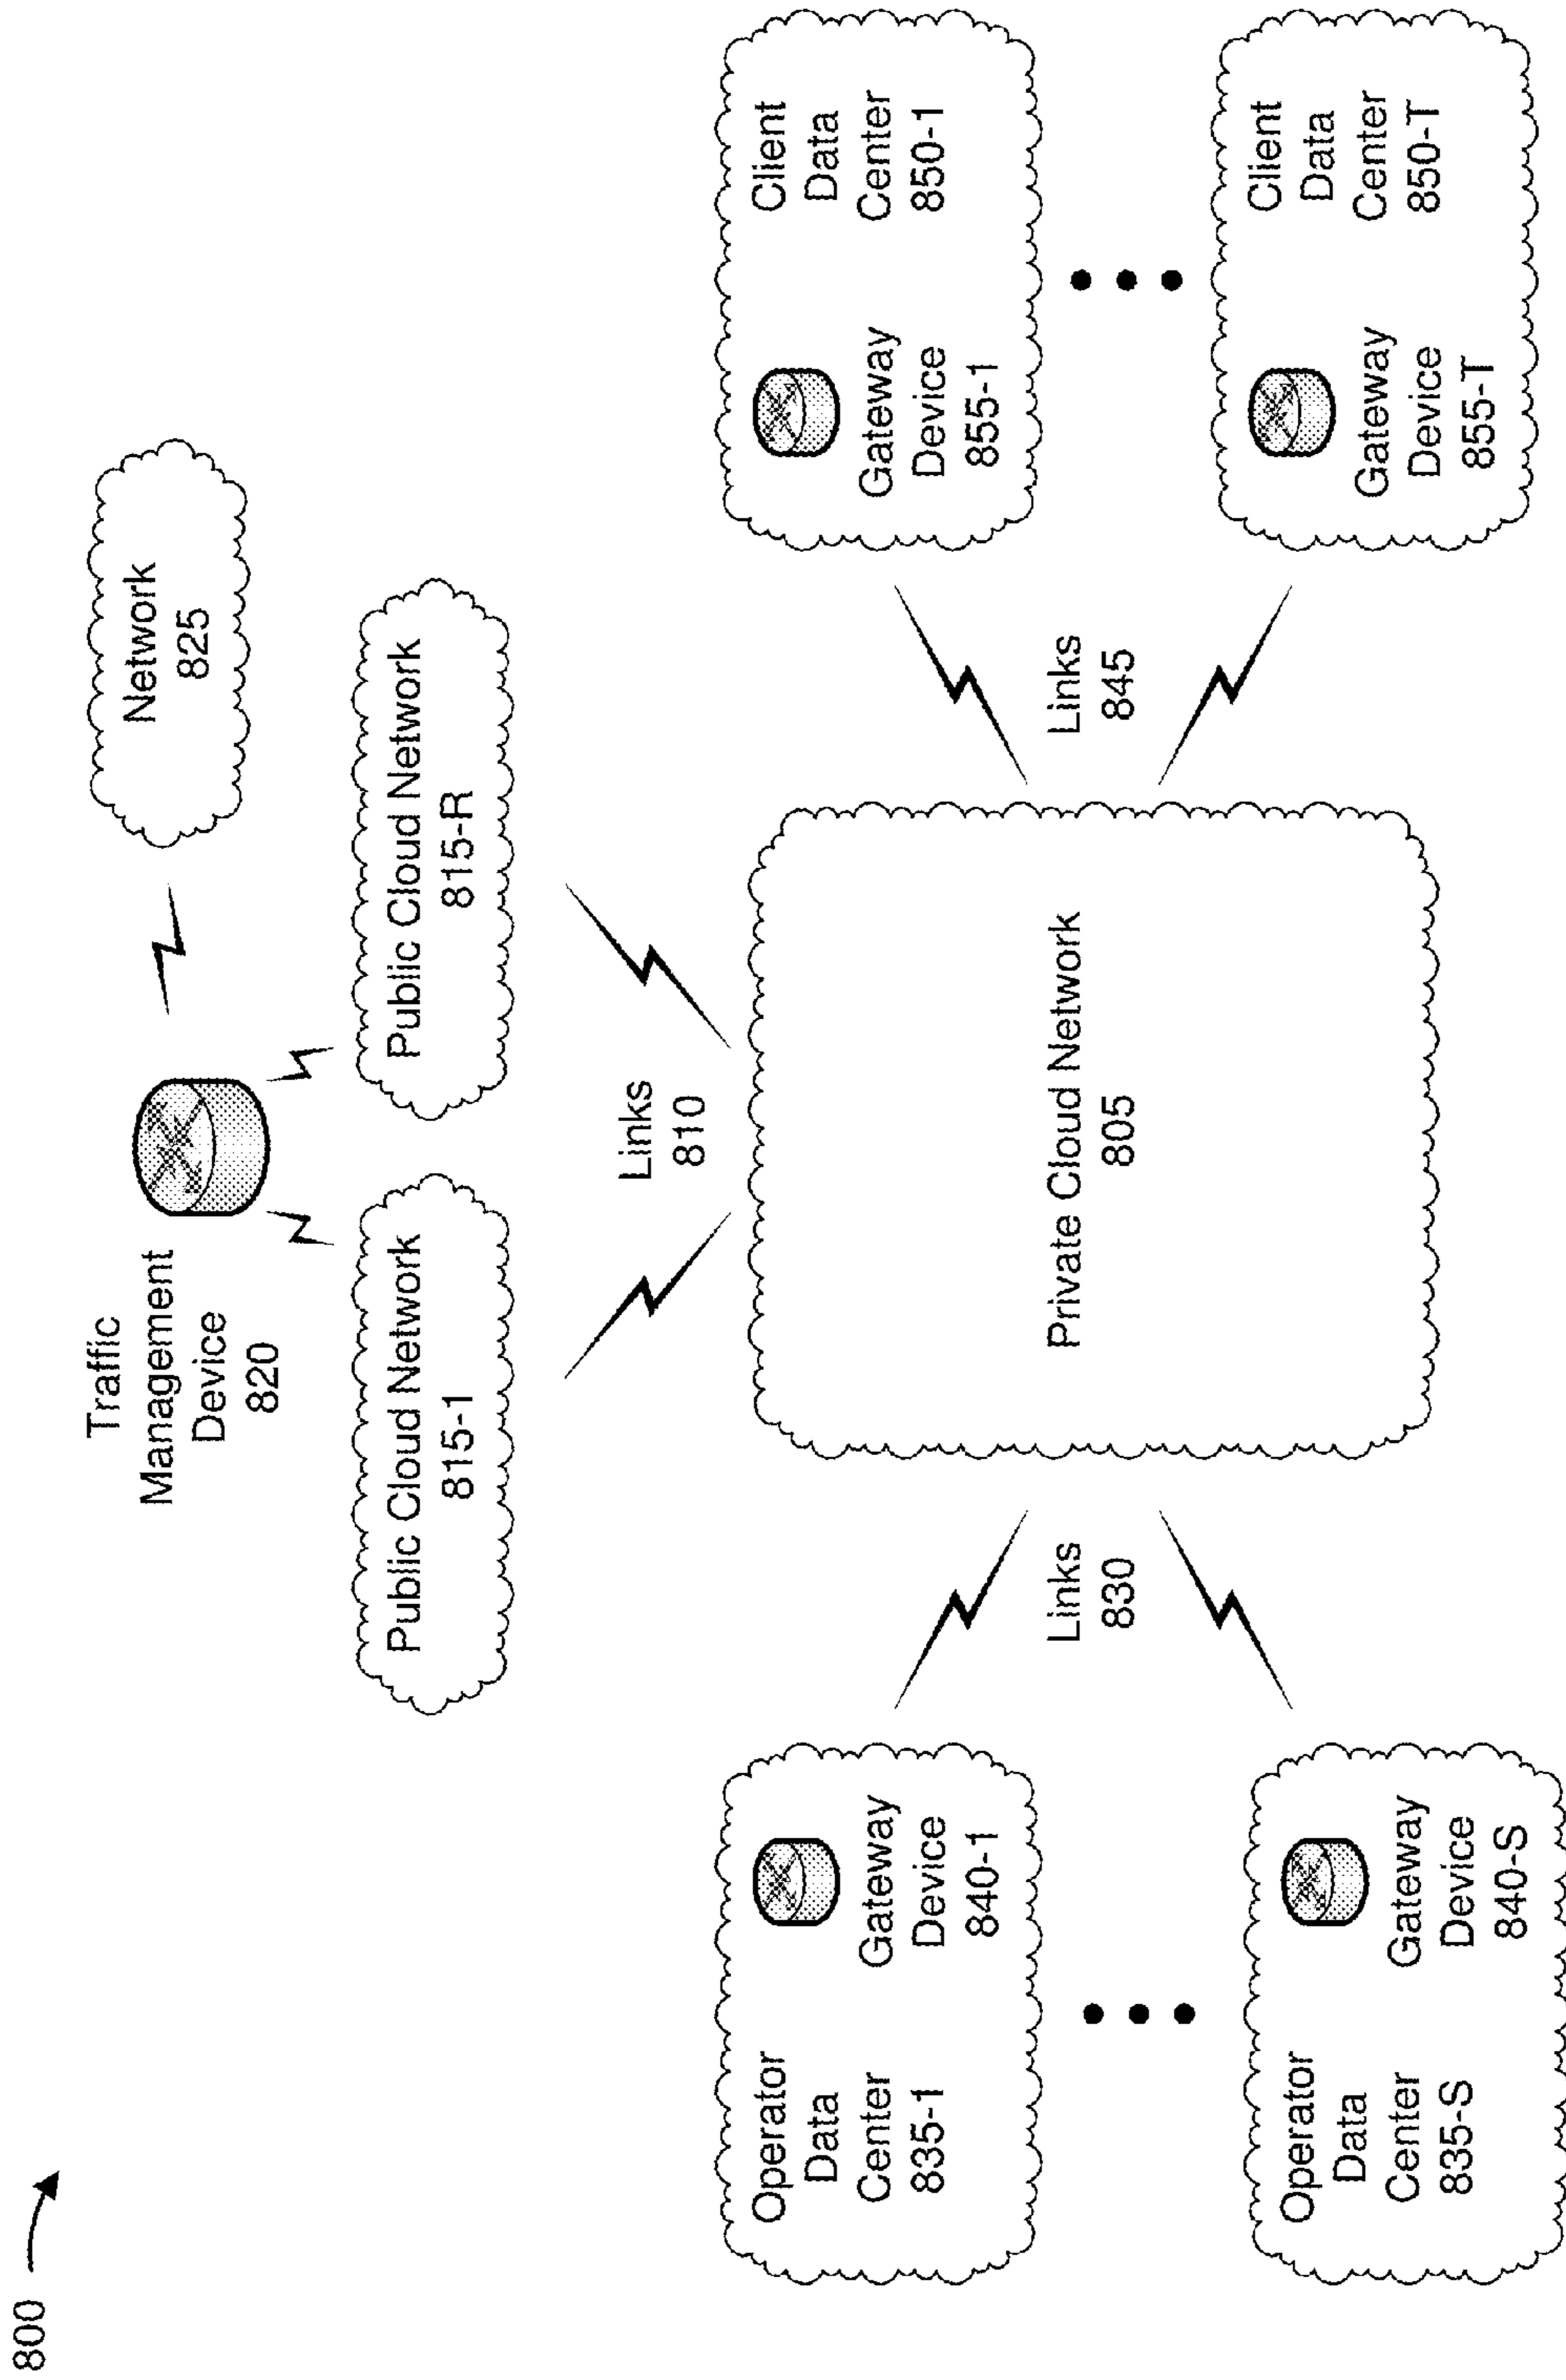 800
Traffic
Management
Device
820
Network
825
Public Cloud Network
815-1
Public Cloud Network
815-R
Links
810
Operator
Data
Center
835-1
Gateway
Device
840-1
Operator
Data
Center
835-S
Gateway
Device
840-S
Links
830
Private Cloud Network
805
Links
845
Gateway
Device
855-1
Client
Data
Center
850-1
Gateway
Device
855-T
Client
Data
Center
850-T